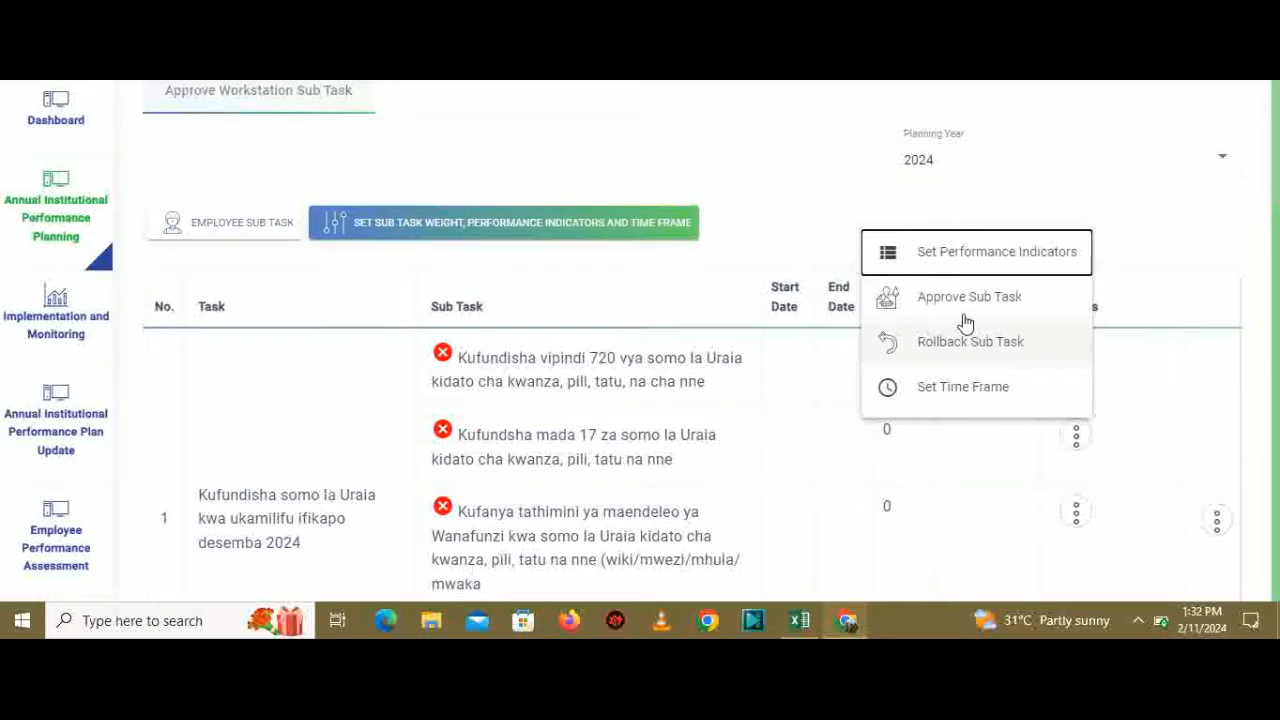 Approve Workstation Sub Task
Dashboard
Annual Institutional
Performance
Planning
Implementation and
Monitoring
Annual Institutional
Performance Plan
Update
Employee
Performance
Assessment
Planning Year
2024
EMPLOYEE SUB TASK
SET SUB TASK WEIGHT, PERFORMANCE INDICATORS AND TIME FRAME
Set Performance Indicators
Approve Sub Task
Rollback Sub Task
Set Time Frame
No.
Task
Sub Task
Start
Date
End
Date
s
1
Kufundisha somo la Uraia
kwa ukamilifu ifikapo
desemba 2024
Kufundisha vipindi 720 vya somo la Uraia
kidato cha kwanza, pili, tatu, na cha nne
Kufundsha mada 17 za somo la Uraia
kidato cha kwanza, pili, tatu na nne
0
Kufanya tathimini ya maendeleo ya
Wanafunzi kwa somo la Uraia kidato cha
kwanza, pili, tatu na nne (wiki/mwezi/mhula/
mwaka
0
Type here to search
31°C Partly sunny
1:32 PM
2/11/2024